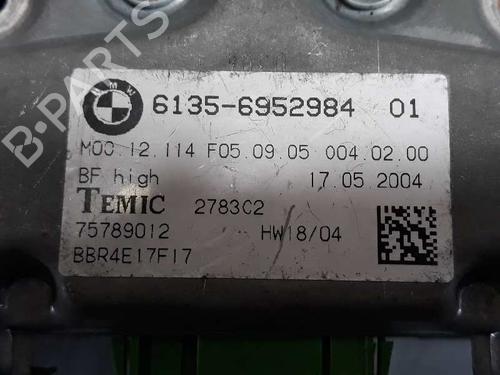 BMW
6135-6952984 01
M00.12.114 F05.09.05 004.02.00
BF high 17.05 2004
TEMIC 2783C2
75789012 HW18/04
BBR4E17F17
B-PARTS